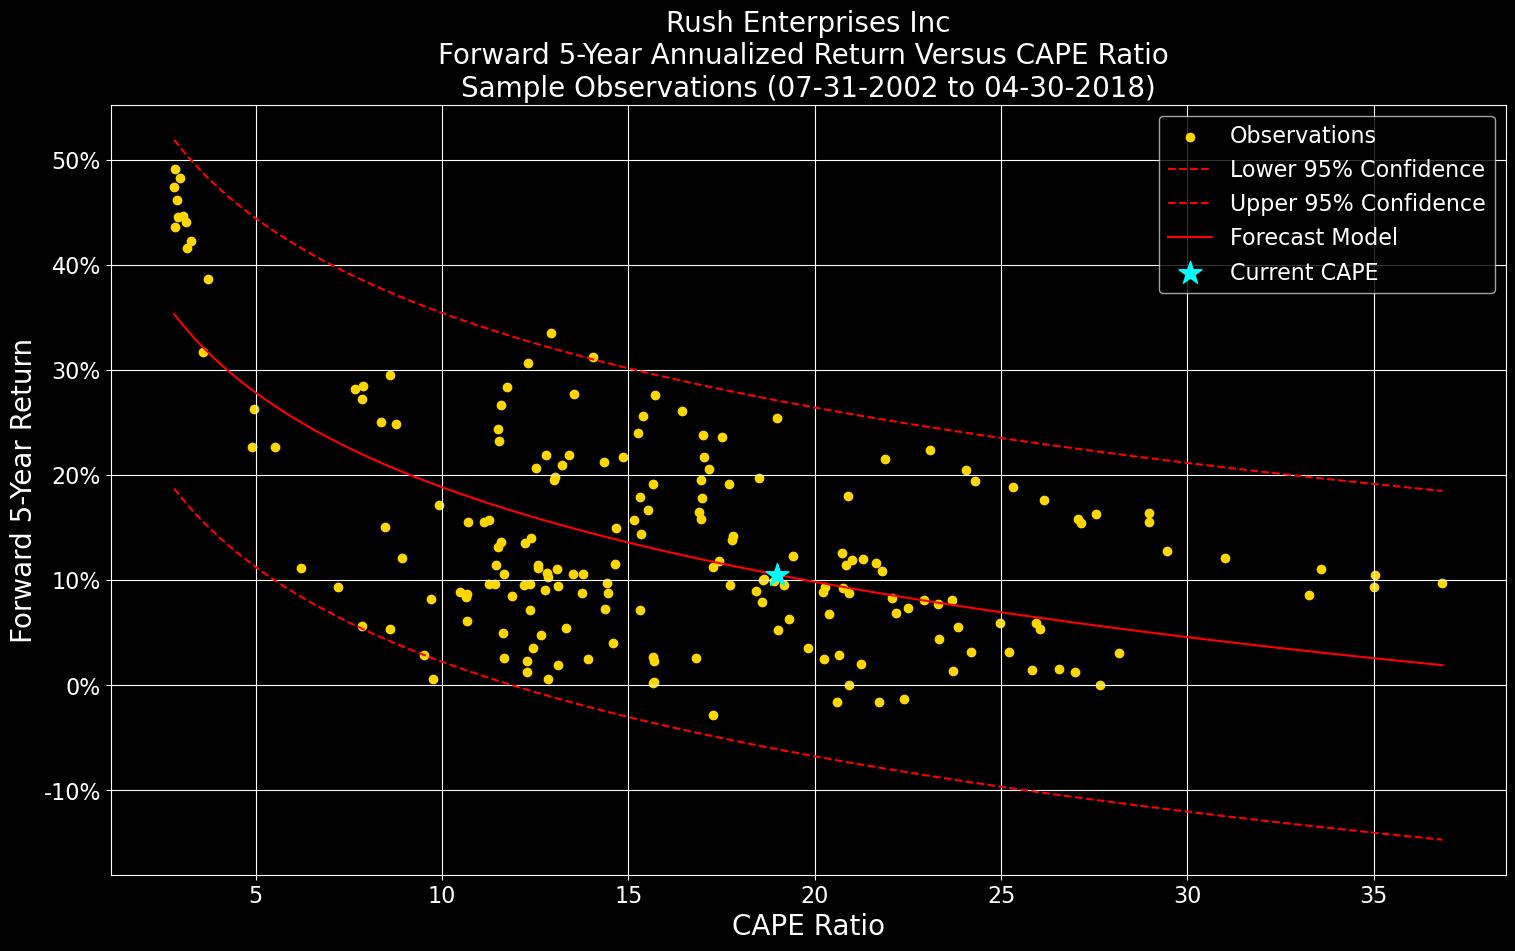 Rush Enterprises Inc
Forward 5-Year Annualized Return Versus CAPE Ratio
Sample Observations (07-31-2002 to 04-30-2018)
Observations
Lower 95% Confidence
Upper 95% Confidence
Forecast Model
Current CAPE
Forward 5-Year Return
50%
40%
30%
20%
10%
0%
-10%
5 10 15 20 25 30 35
CAPE Ratio